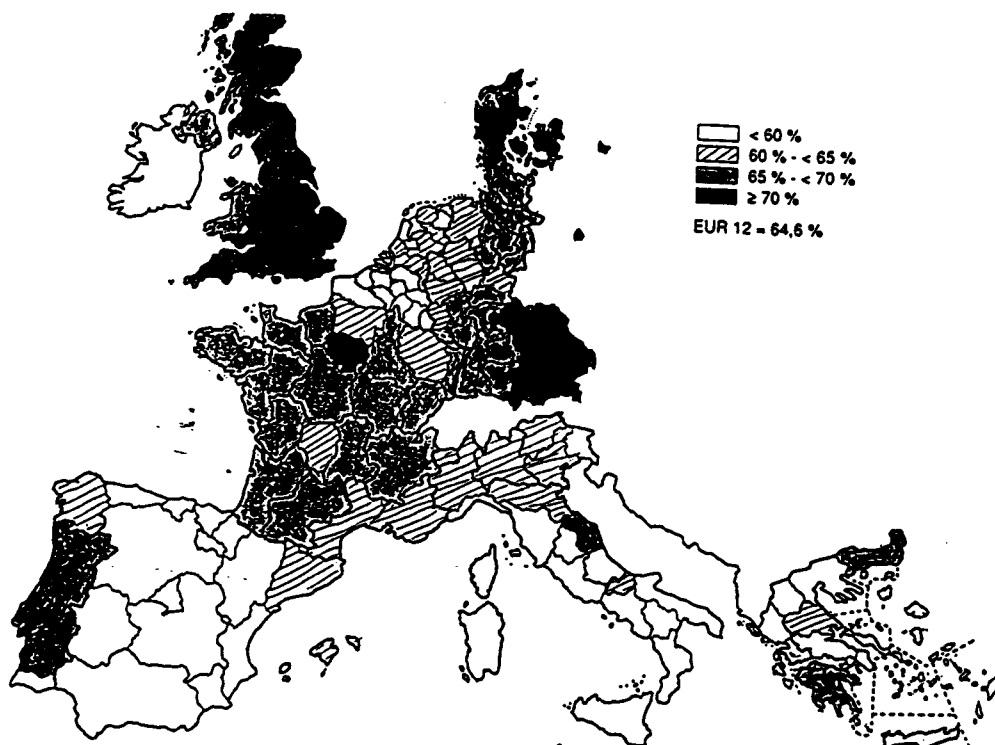 < 60 %
60 % - < 65 %
65 % - < 70 %
≥ 70 %
EUR 12 = 64,6 %